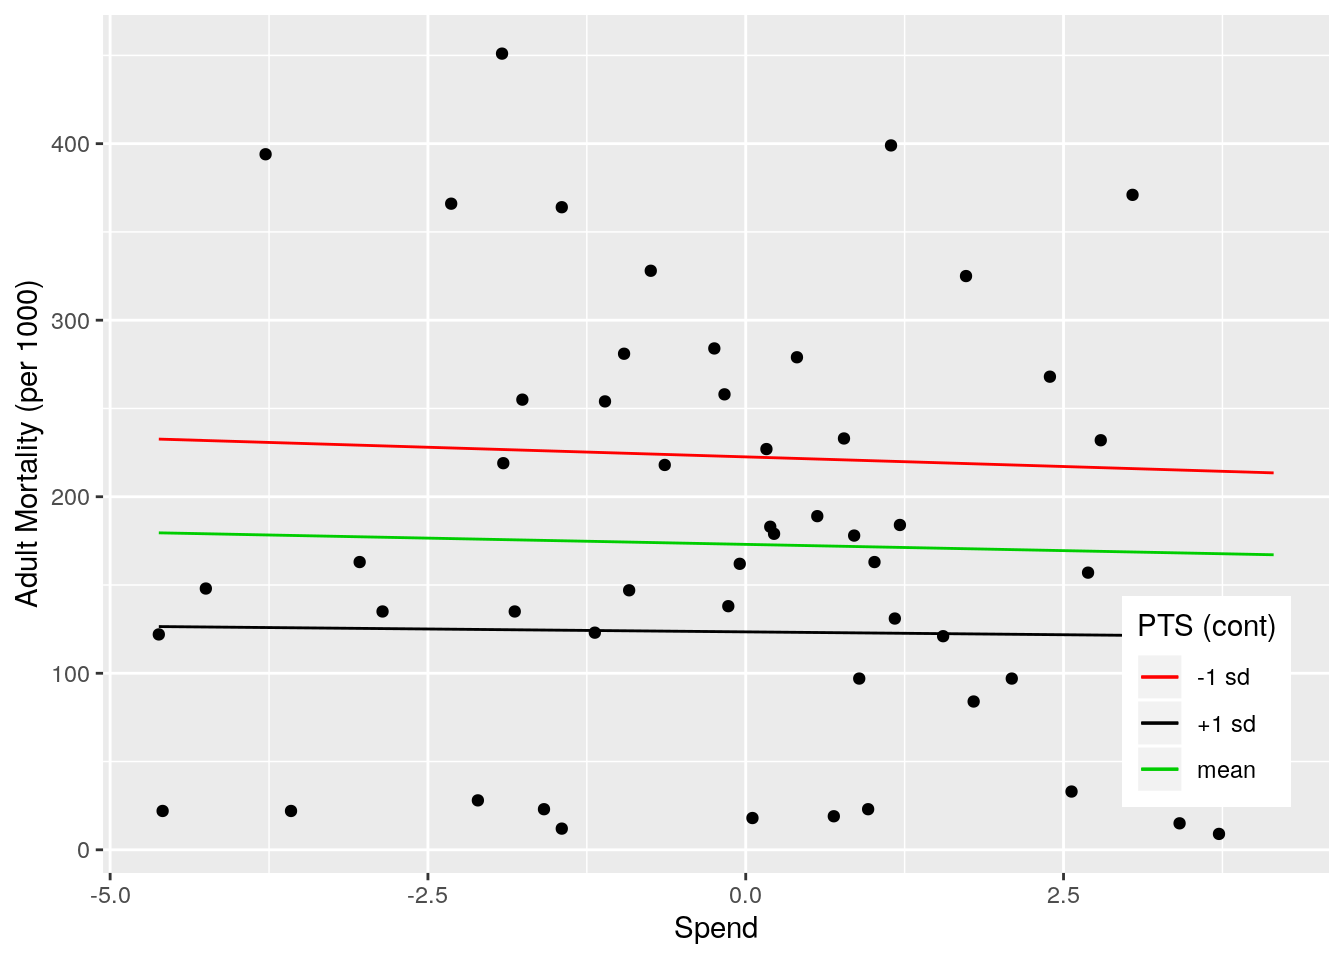 Adult Mortality (per 1000)
400
300
200
100
0
-5.0
-2.5
0.0
2.5
Spend
PTS (cont)
-1 sd
+1 sd
mean